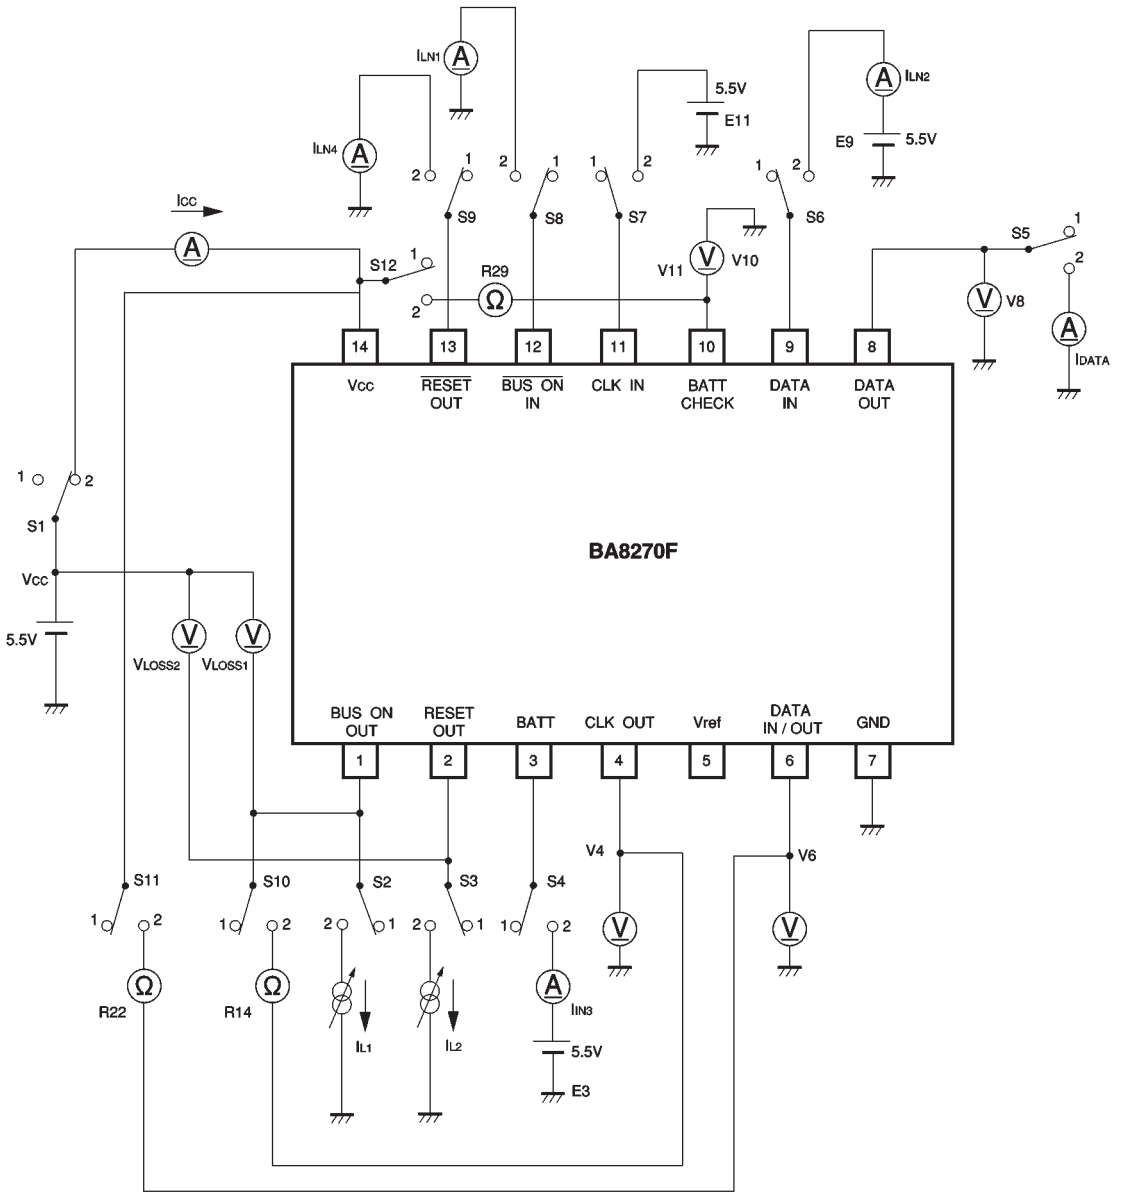 ILN1
A
ILN4
A
5.5V
E11
A
ILN2
E9
5.5V
2
1
S9
2
1
S8
1
2
S7
1
2
S6
ICC
A
S12
1
2
R29
Ω
V11
V
V10
S5
1
2
V
V8
A
IDATA
14
13
12
11
10
9
8
VCC
RESET
OUT
BUS ON
IN
CLK IN
BATT
CHECK
DATA
IN
DATA
OUT
1
2
S1
VCC
5.5V
V
VLOSS2
V
VLOSS1
BA8270F
BUS ON
OUT
RESET
OUT
BATT
CLK OUT
Vref
DATA
IN / OUT
GND
1
2
3
4
5
6
7
V4
V6
S11
1
2
S10
1
2
S2
2
1
S3
2
1
S4
1
2
V
V
Ω
R22
Ω
R14
IL1
IL2
A
IIN3
5.5V
E3